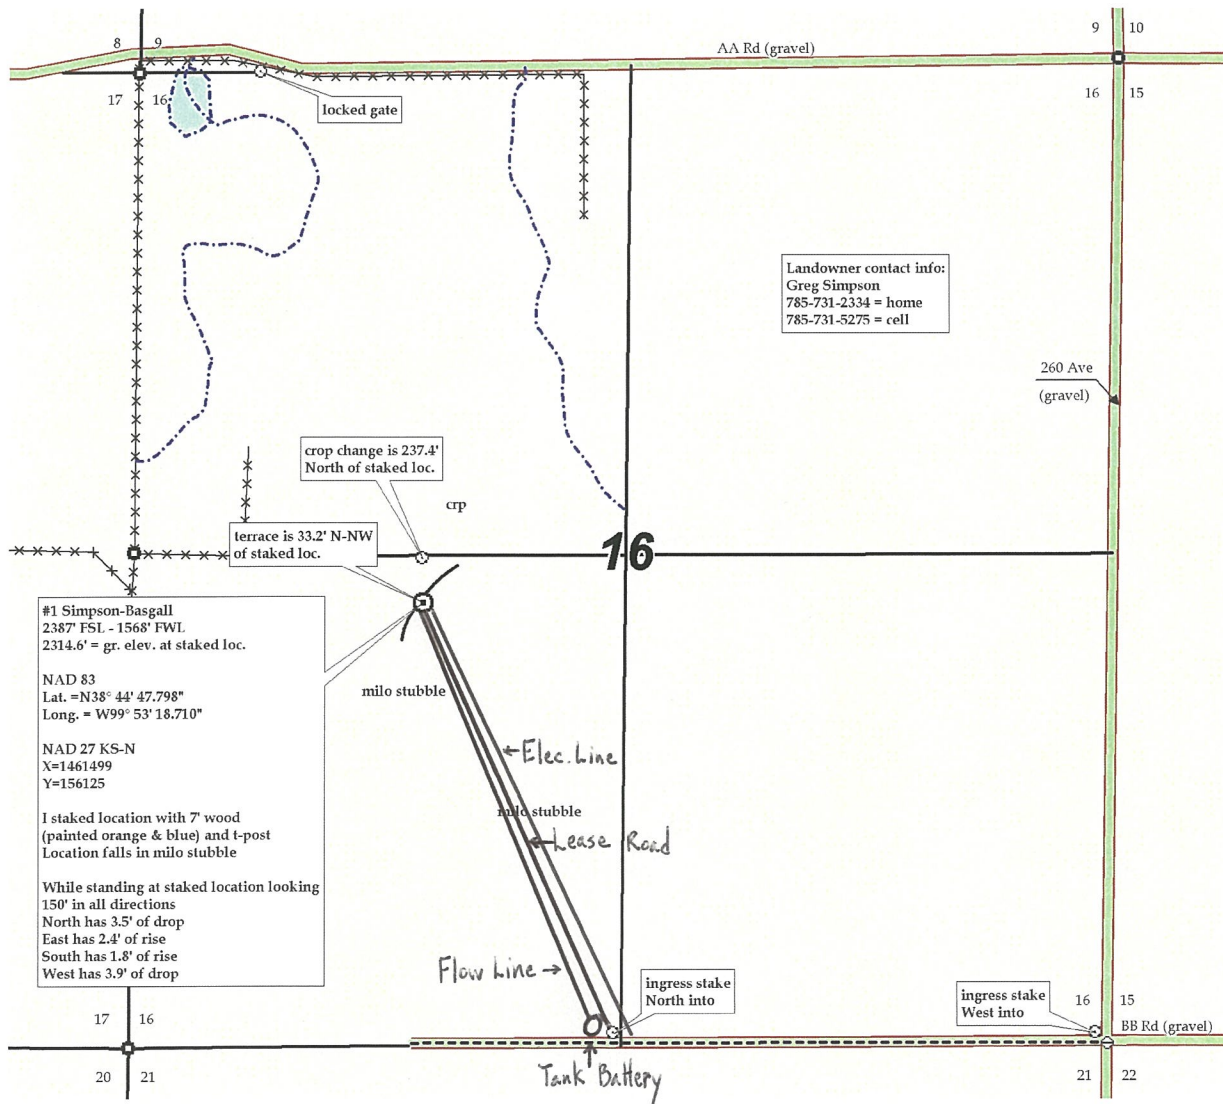 8 9
9 10
AA Rd (gravel)
17 16
16 15
locked gate
Landowner contact info:
Greg Simpson
785-731-2334 = home
785-731-5275 = cell
260 Ave
(gravel)
crop change is 237.4'
North of staked loc.
crp
terrace is 33.2' N-NW
of staked loc.
16
#1 Simpson-Basgall
2387' FSL - 1568' FWL
2314.6' = gr. elev. at staked loc.
NAD 83
Lat. =N38° 44' 47.798"
Long. = W99° 53' 18.710"
NAD 27 KS-N
X=1461499
Y=156125
I staked location with 7' wood
(painted orange & blue) and t-post
Location falls in milo stubble
While standing at staked location looking
150' in all directions
North has 3.5' of drop
East has 2.4' of rise
South has 1.8' of rise
West has 3.9' of drop
milo stubble
Elec. Line
milo stubble
Lease Road
Flow Line
ingress stake
North into
ingress stake
West into
17 16
16 15
BB Rd (gravel)
20 21
21 22
Tank Battery